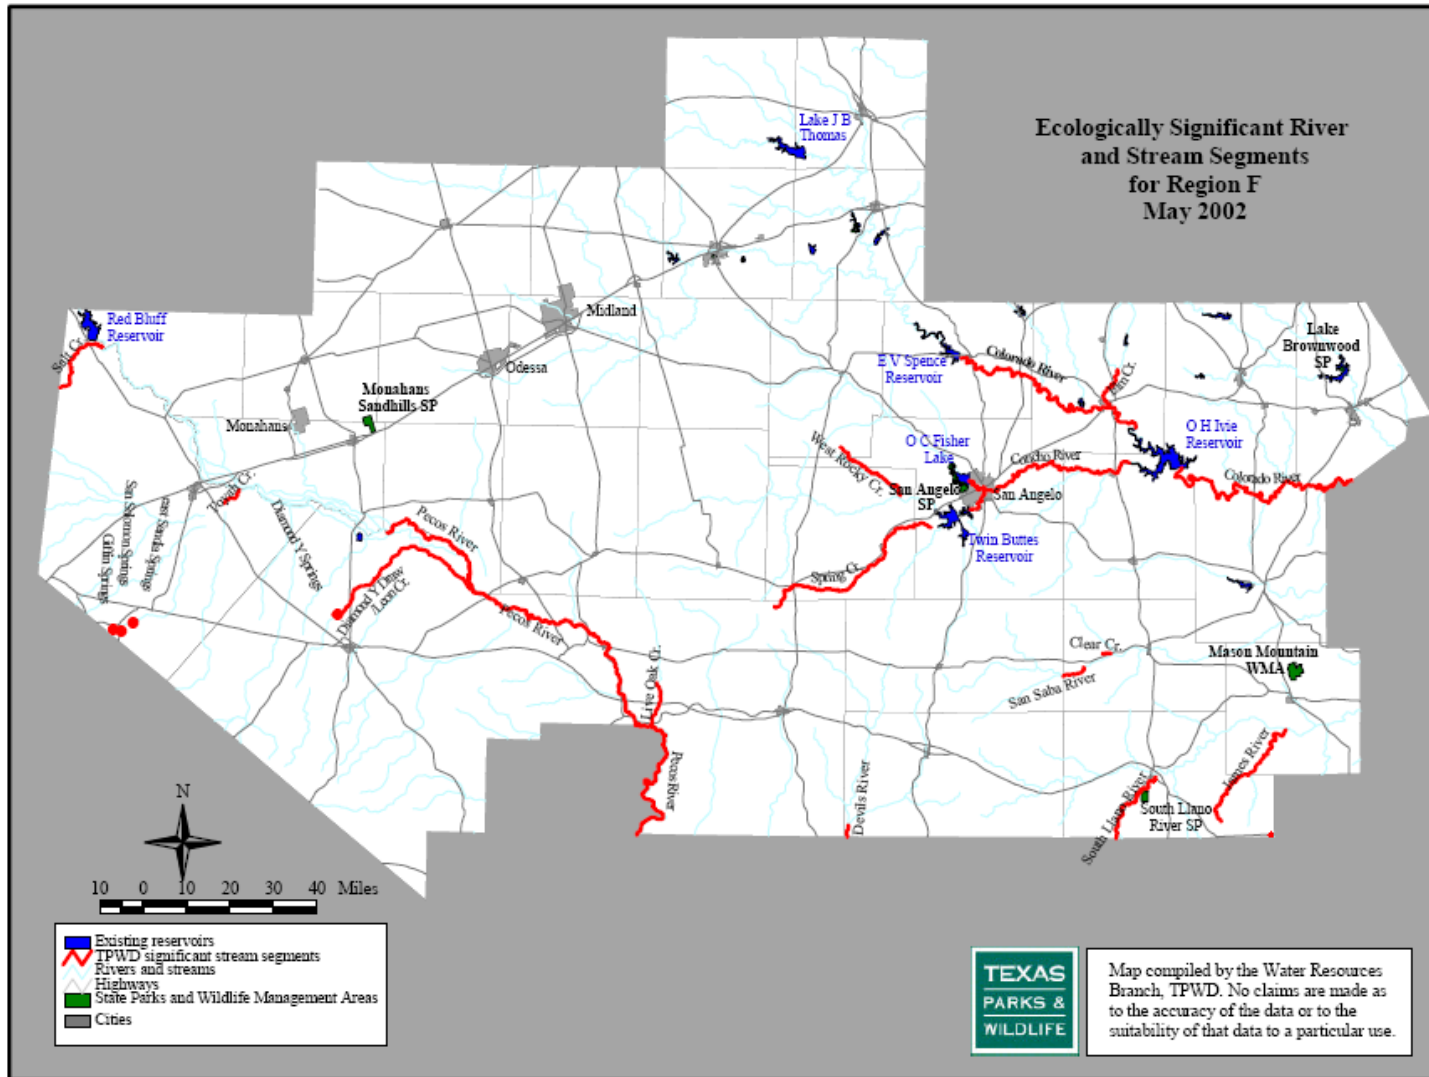 Ecologically Significant River
and Stream Segments
for Region F
May 2002
Lake J B
Thomas
Red Bluff
Reservoir
Salt Cr.
Midland
Odessa
Monahans
Sandhills SP
Monahans
E V Spence
Reservoir
Colorado River
Elm Cr.
Lake
Brownwood
SP
O H Ivie
Reservoir
O C Fisher
Lake
West Rocky Cr.
Concho River
Colorado River
San Angelo
SP
San Angelo
Twin Buttes
Reservoir
Spring Cr.
Toyah Cr.
San Solomon Springs
East Sandia Springs
Giffin Springs
Diamond Y Springs
Pecos River
Diamond Y Draw
/Leon Cr.
Pecos River
Live Oak Cr.
Pecos River
Clear Cr.
San Saba River
Mason Mountain
WMA
Devils River
South Llano River
South Llano
River SP
James River
N
10 0 10 20 30 40 Miles
Existing reservoirs
TPWD significant stream segments
Rivers and streams
Highways
State Parks and Wildlife Management Areas
Cities
TEXAS
PARKS &
WILDLIFE
Map compiled by the Water Resources
Branch, TPWD. No claims are made as
to the accuracy of the data or to the
suitability of that data to a particular use.